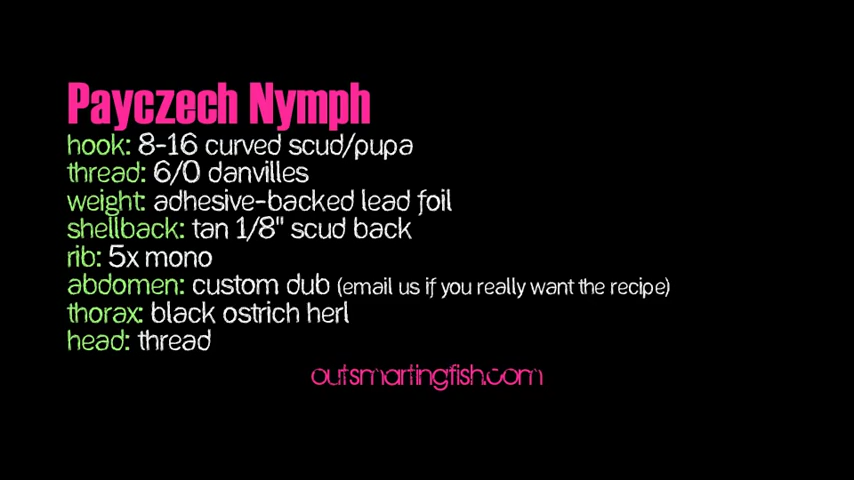 Payczech Nymph
hook: 8-16 curved scud/pupa
thread: 6/0 danvilles
weight: adhesive-backed lead foil
shellback: tan 1/8" scud back
rib: 5x mono
abdomen: custom dub (email us if you really want the recipe)
thorax: black ostrich herl
head: thread
outsmartingfish.com